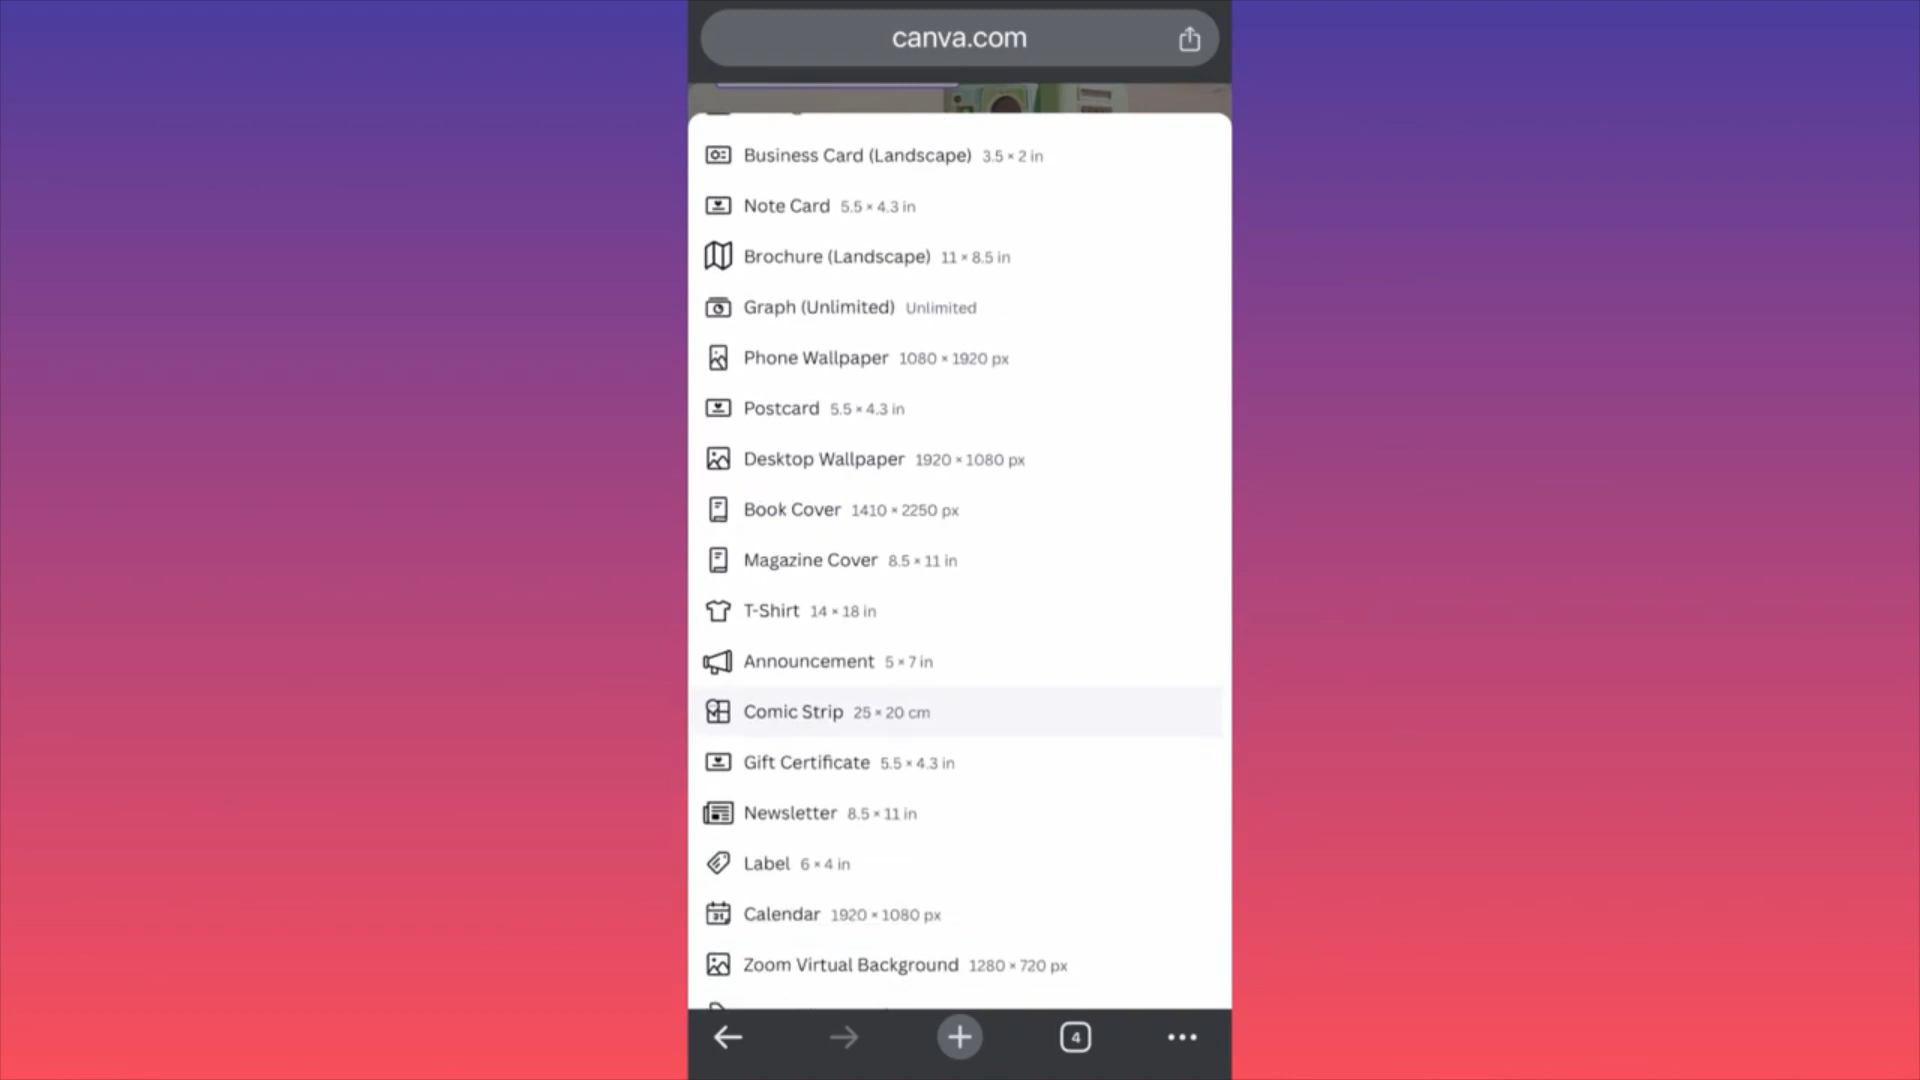 canva.com
Business Card (Landscape) 3.5 × 2 in
Note Card 5.5 × 4.3 in
Brochure (Landscape) 11 × 8.5 in
Graph (Unlimited) Unlimited
Phone Wallpaper 1080 × 1920 px
Postcard 5.5 × 4.3 in
Desktop Wallpaper 1920 × 1080 px
Book Cover 1410 × 2250 px
Magazine Cover 8.5 × 11 in
T-Shirt 14 × 18 in
Announcement 5 × 7 in
Comic Strip 25 × 20 cm
Gift Certificate 5.5 × 4.3 in
Newsletter 8.5 × 11 in
Label 6 × 4 in
Calendar 1920 × 1080 px
Zoom Virtual Background 1280 × 720 px
4